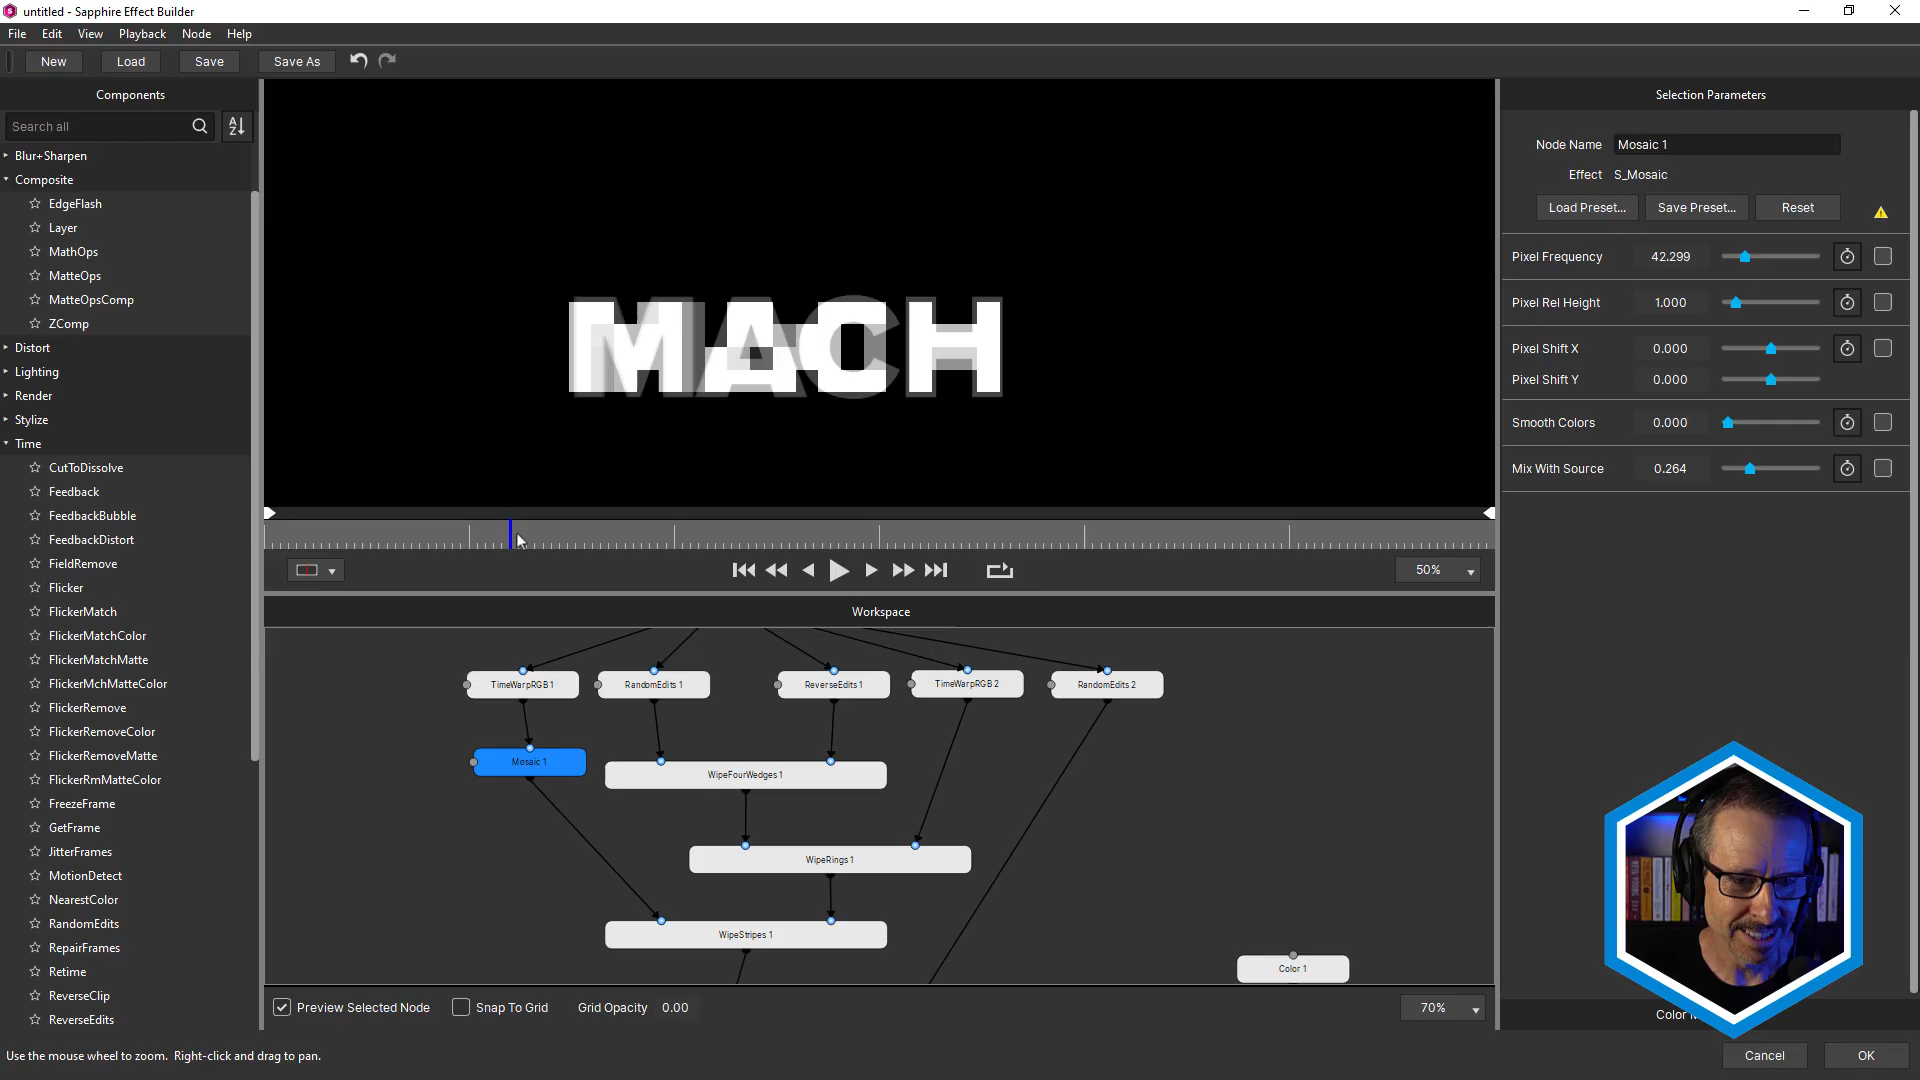 untitled - Sapphire Effect Builder
File Edit View Playback Node Help
New Load Save Save As
Components
Search all
Blur+Sharpen
Composite
EdgeFlash
Layer
MathOps
MatteOps
MatteOpsComp
ZComp
Distort
Lighting
Render
Stylize
Time
CutToDissolve
Feedback
FeedbackBubble
FeedbackDistort
FieldRemove
Flicker
FlickerMatch
FlickerMatchColor
FlickerMatchMatte
FlickerMchMatteColor
FlickerRemove
FlickerRemoveColor
FlickerRemoveMatte
FlickerRmMatteColor
FreezeFrame
GetFrame
JitterFrames
MotionDetect
NearestColor
RandomEdits
RepairFrames
Retime
ReverseClip
ReverseEdits
MACH
50%
Workspace
TimeWarpRGB 1 RandomEdits 1 ReverseEdits 1 TimeWarpRGB 2 RandomEdits 2
Mosaic 1
WipeFourWedges 1
WipeRings 1
WipeStripes 1
Color 1
Preview Selected Node Snap To Grid Grid Opacity 0.00 70%
Selection Parameters
Node Name Mosaic 1
Effect S_Mosaic
Load Preset... Save Preset... Reset
Pixel Frequency 42.299
Pixel Rel Height 1.000
Pixel Shift X 0.000
Pixel Shift Y 0.000
Smooth Colors 0.000
Mix With Source 0.264
Use the mouse wheel to zoom. Right-click and drag to pan.
Cancel OK